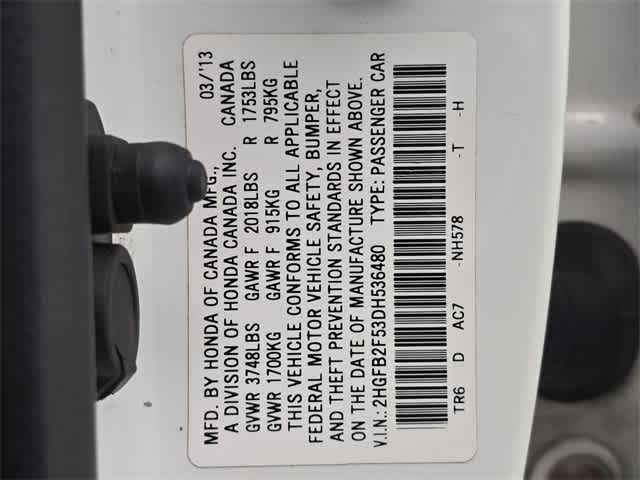 MFD. BY HONDA OF CANADA MFG., 03/'13
A DIVISION OF HONDA CANADA INC. CANADA
GVWR 3748LBS GAWR F 2018LBS R 1753LBS
GVWR 1700KG GAWR F 915KG R 795KG
THIS VEHICLE CONFORMS TO ALL APPLICABLE
FEDERAL MOTOR VEHICLE SAFETY, BUMPER,
AND THEFT PREVENTION STANDARDS IN EFFECT
ON THE DATE OF MANUFACTURE SHOWN ABOVE.
V.I.N.: 2HGFB2F53DH536480 TYPE: PASSENGER CAR
TR6 D AC7 -NH578 -T -H